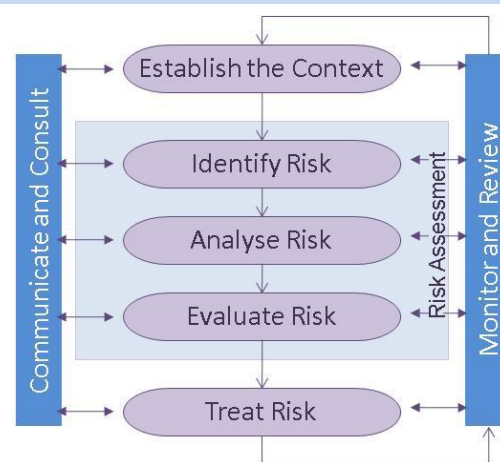 Establish the Context
Communicate and Consult
Identify Risk
Analyse Risk
Evaluate Risk
Risk Assessment
Monitor and Review
Treat Risk